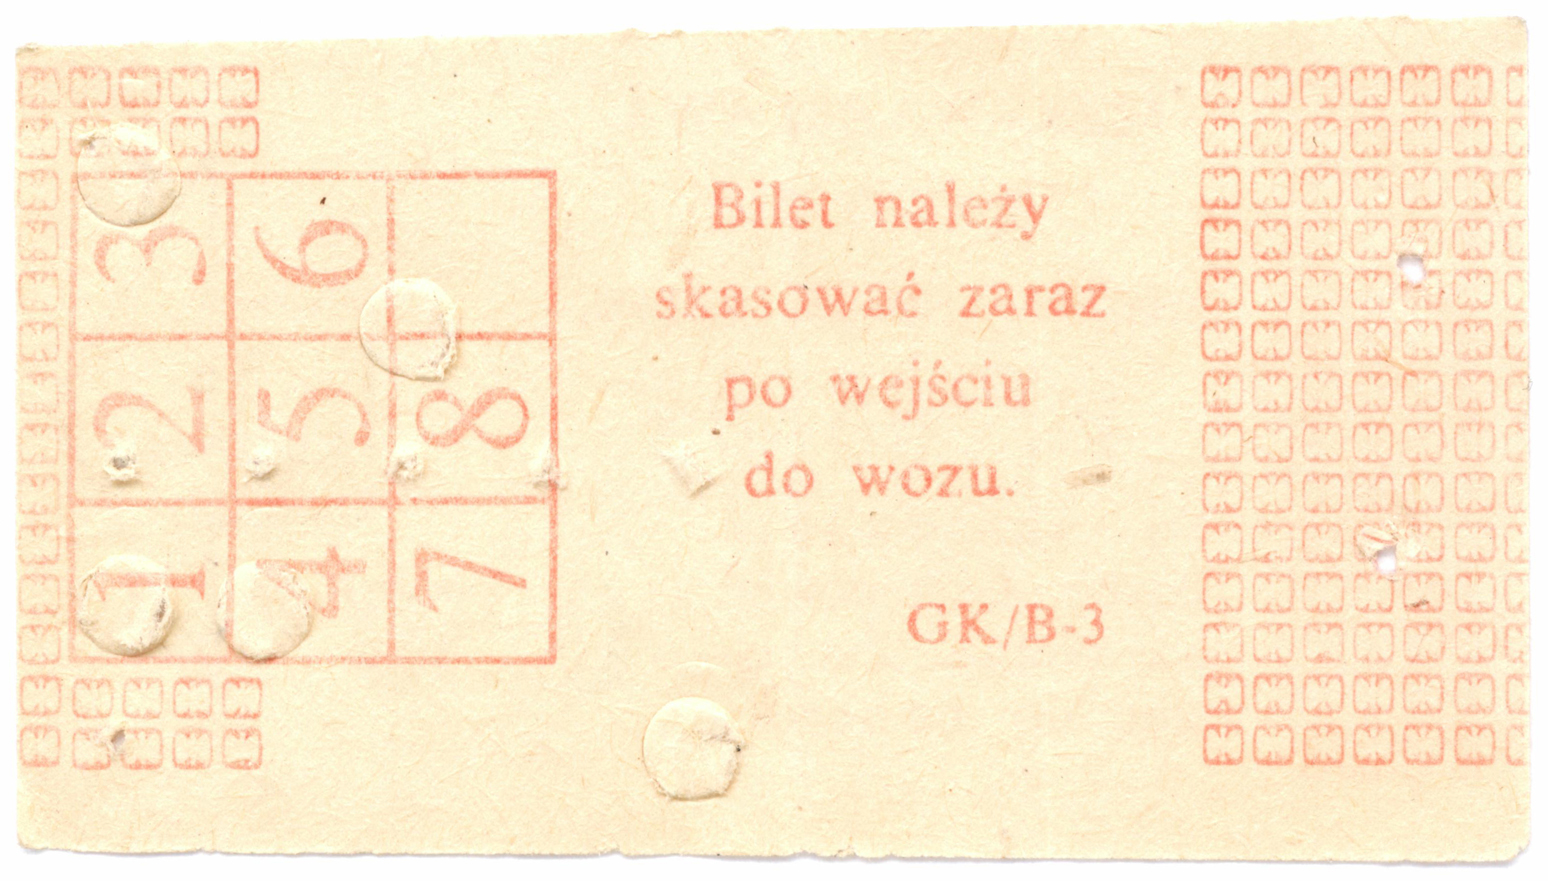 3 6
2 5 8
1 4 7
Bilet należy
skasować zaraz
po wejściu
do wozu.
GK/B-3